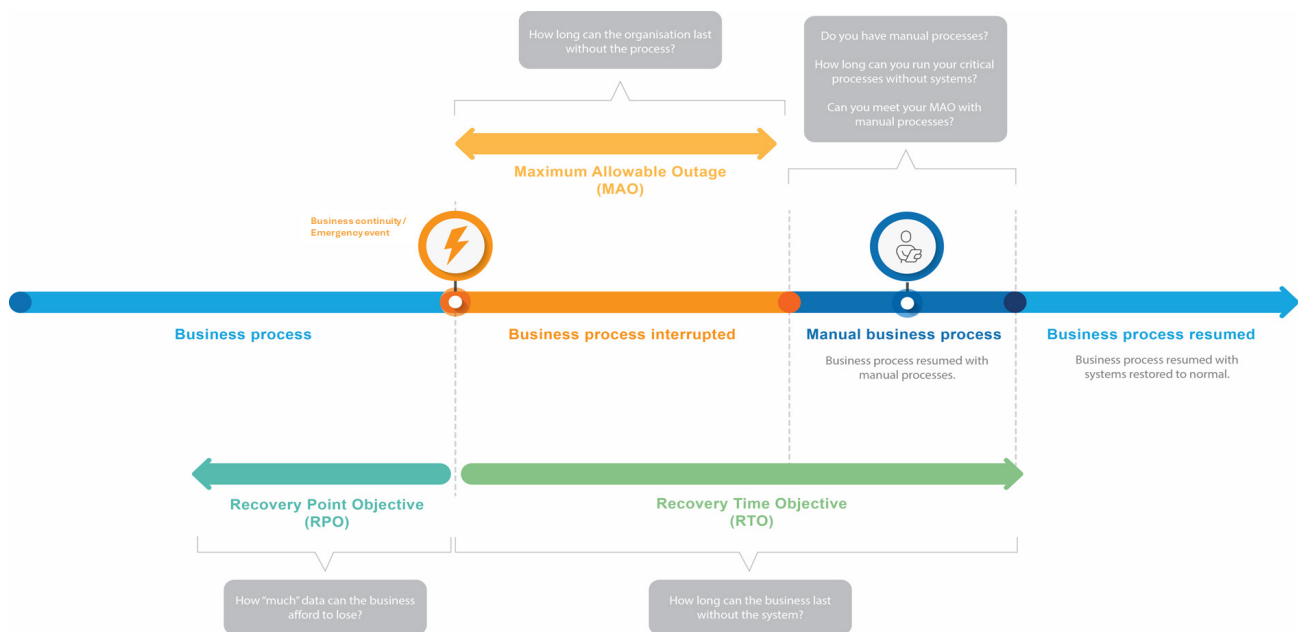 How long can the organisation last
without the process?
Do you have manual processes?
How long can you run your critical
processes without systems?
Can you meet your MAO with
manual processes?
Maximum Allowable Outage
(MAO)
Business continuity /
Emergency event
Business process
Business process interrupted
Manual business process
Business process resumed with
manual processes.
Business process resumed
Business process resumed with
systems restored to normal.
Recovery Point Objective
(RPO)
Recovery Time Objective
(RTO)
How “much” data can the business
afford to lose?
How long can the business last
without the system?